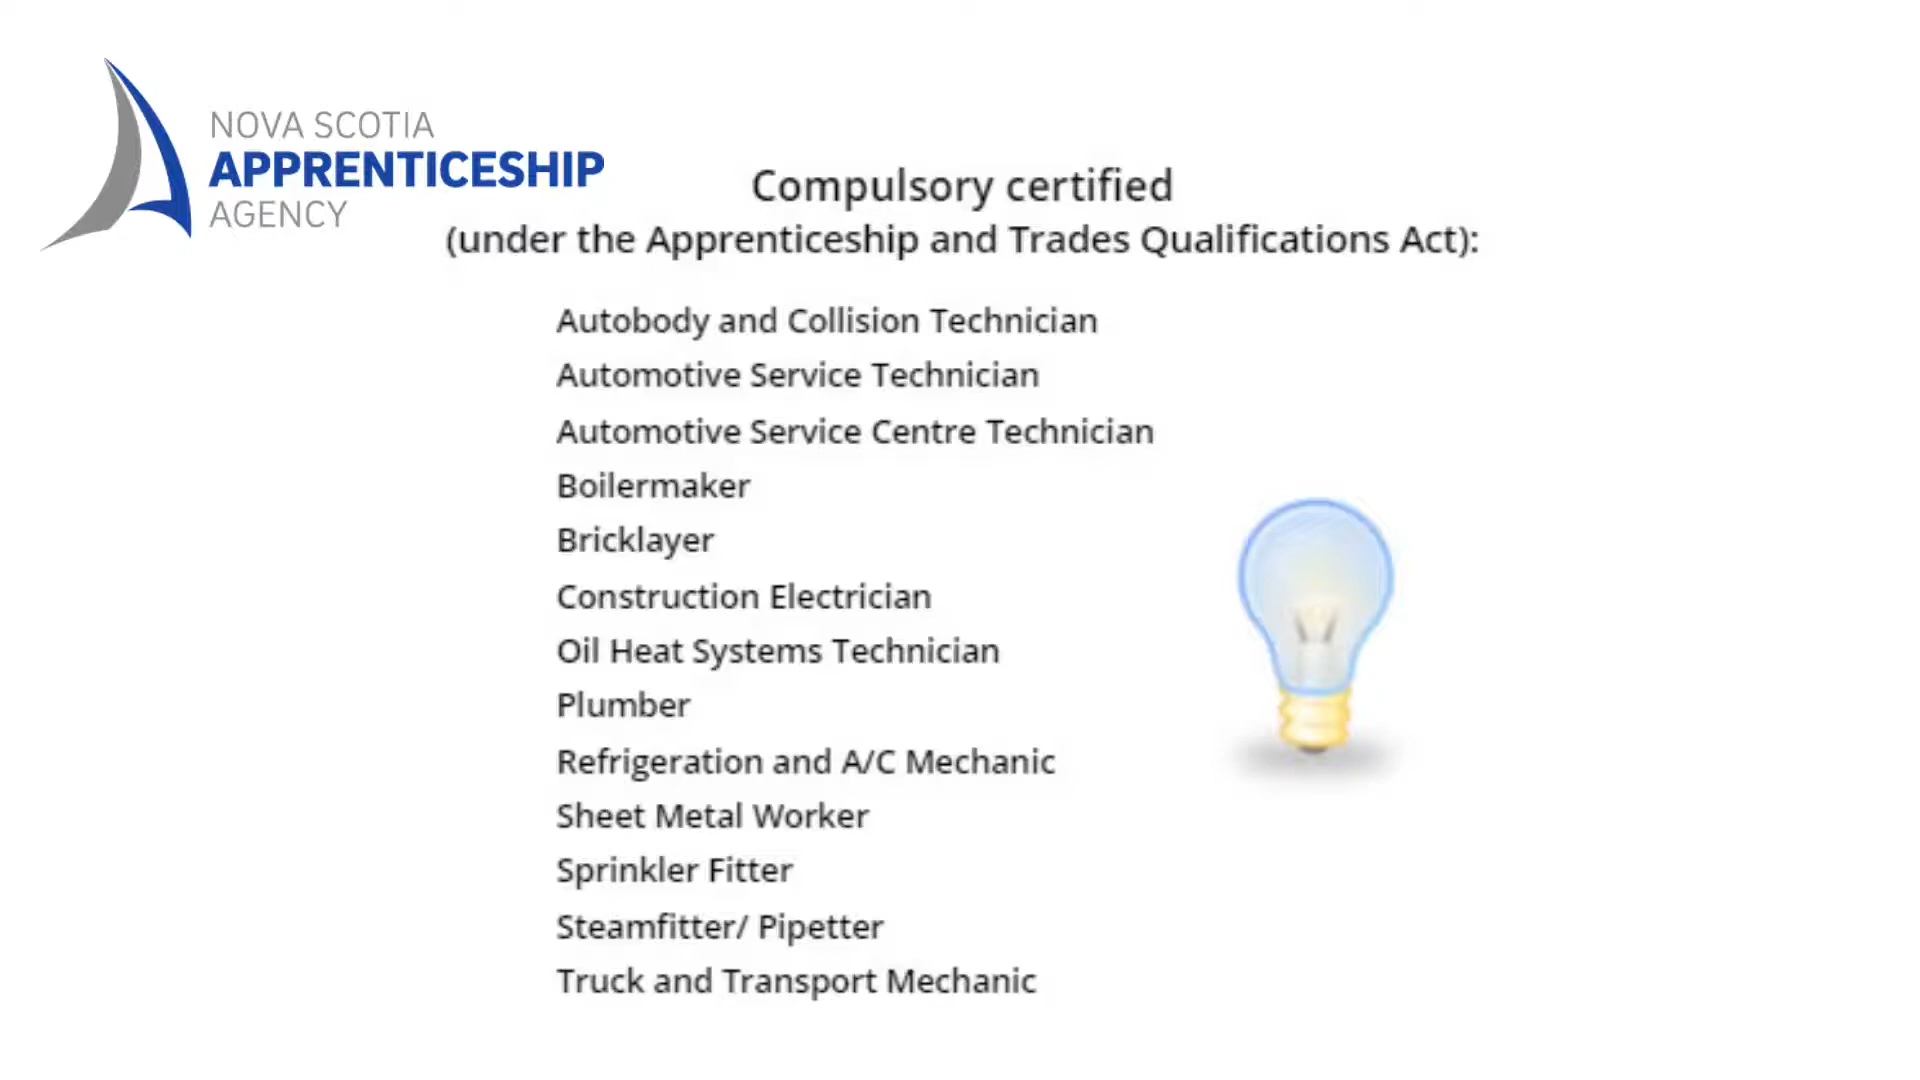 NOVA SCOTIA
APPRENTICESHIP
AGENCY
Compulsory certified
(under the Apprenticeship and Trades Qualifications Act):
Autobody and Collision Technician
Automotive Service Technician
Automotive Service Centre Technician
Boilermaker
Bricklayer
Construction Electrician
Oil Heat Systems Technician
Plumber
Refrigeration and A/C Mechanic
Sheet Metal Worker
Sprinkler Fitter
Steamfitter/ Pipetter
Truck and Transport Mechanic